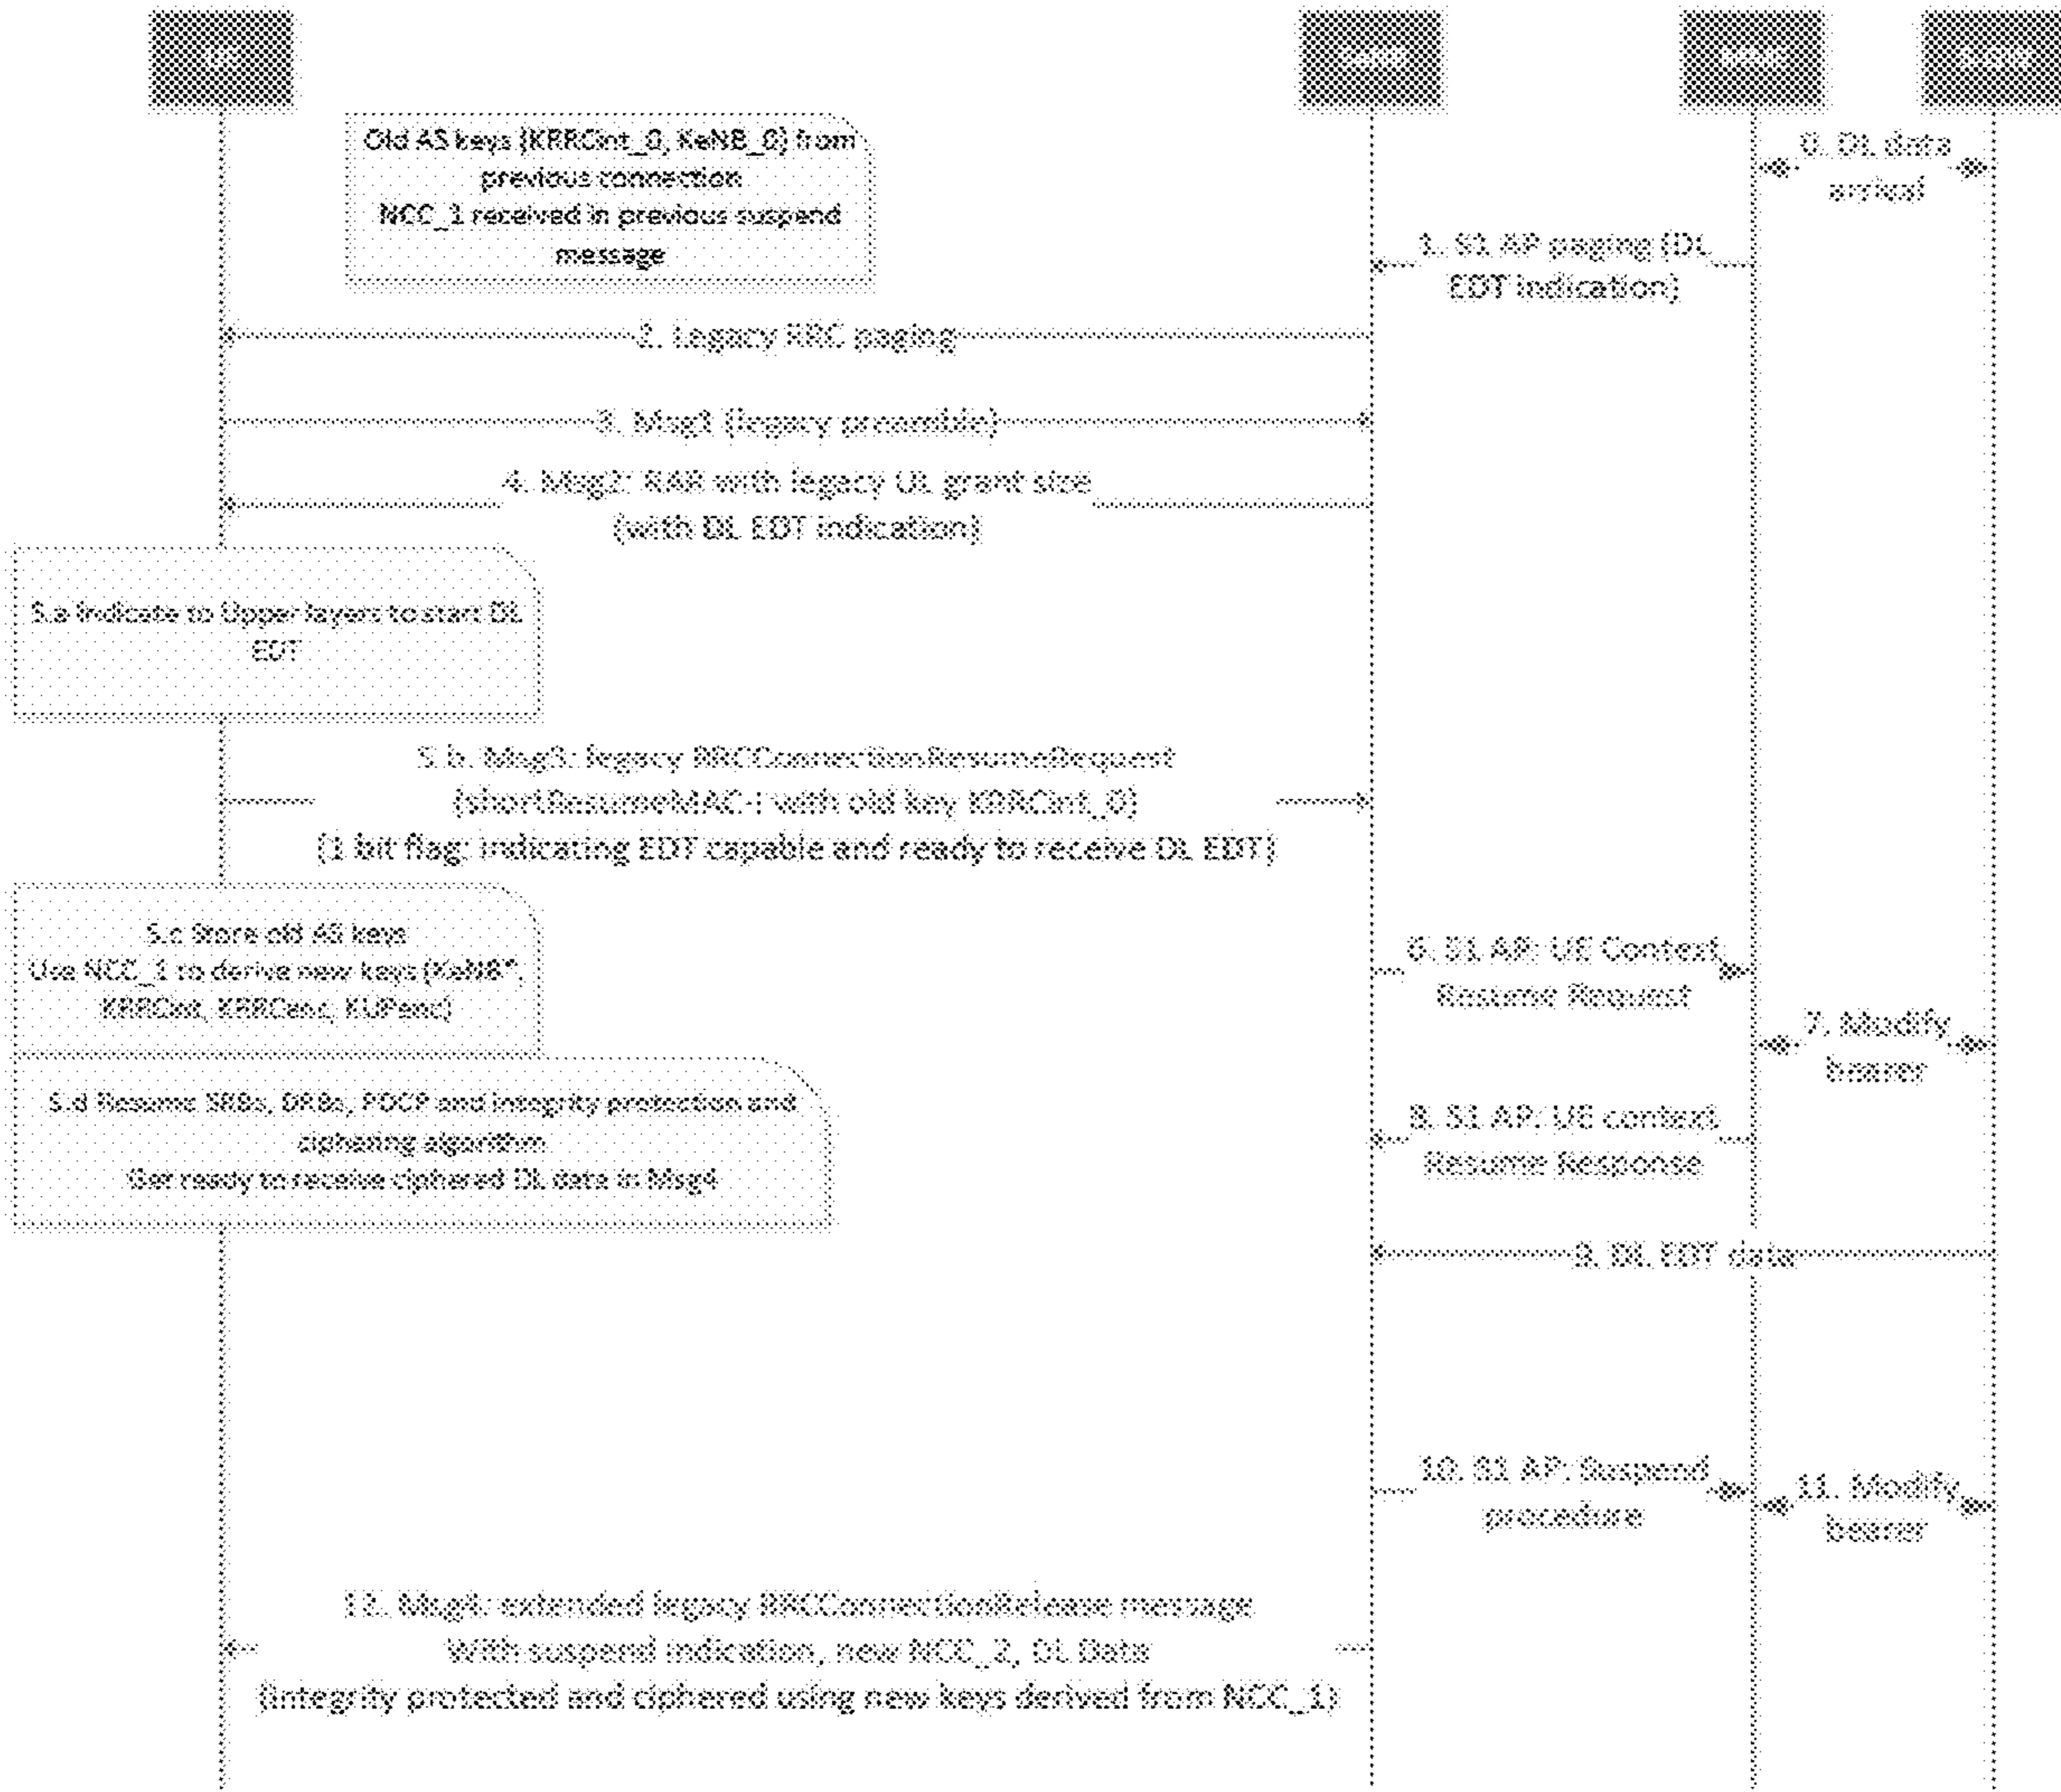 Old AS keys (KRRCint_0, KeNB_0) from
previous connection
NCC_1 received in previous suspend
message
0. DL data
arrival
1. S1 AP paging (DL
EDT indication)
2. Legacy RRC paging
3. Msg1 (legacy preamble)
4. Msg2: RAR with legacy UL grant size
(with DL EDT indication)
5.a Indicate to Upper layers to start DL
EDT
5.b. Msg3: legacy RRCConnectionResumeRequest
(shortResumeMAC-I with old key KRRCint_0)
(1 bit flag: indicating EDT capable and ready to receive DL EDT)
5.c Store old AS keys
Use NCC_1 to derive new keys (KeNB*,
KRRCint, KRRCenc, KUPenc)
6. S1 AP: UE Context
Resume Request
7. Modify
bearer
5.d Resume SRBs, DRBs, PDCP and integrity protection and
ciphering algorithm
Get ready to receive ciphered DL data in Msg4
8. S1 AP: UE context
Resume Response
9. DL EDT data
10. S1 AP: Suspend
procedure
11. Modify
bearer
12. Msg4: extended legacy RRCConnectionRelease message
With suspend indication, new NCC_2, DL Data
(integrity protected and ciphered using new keys derived from NCC_1)